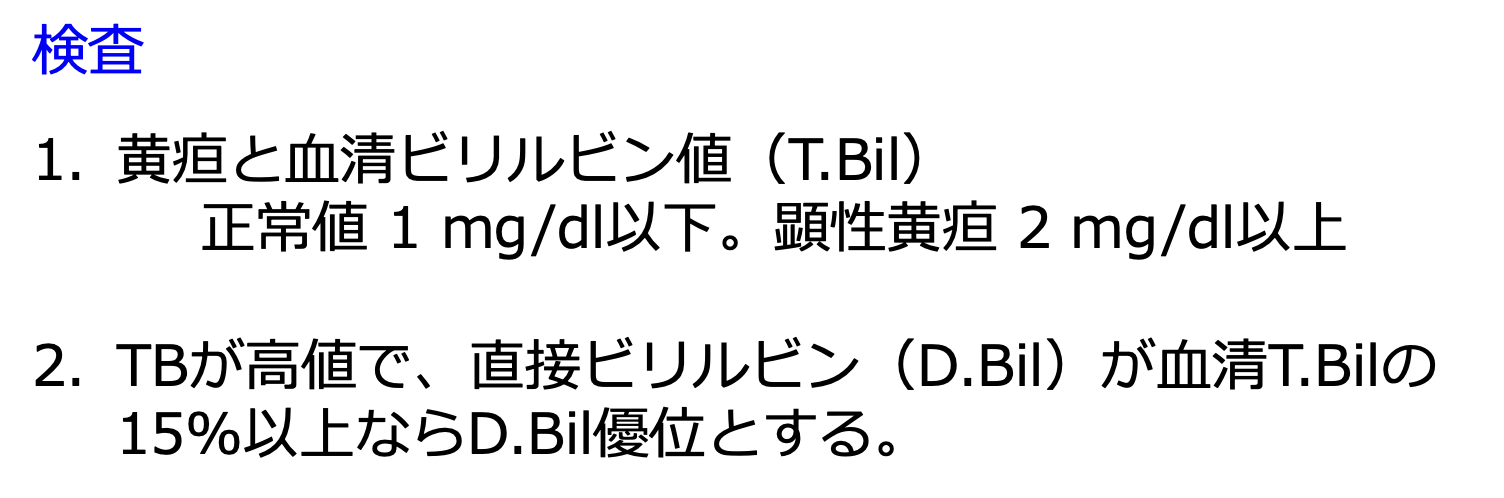 検査
1. 黄疸と血清ビリルビン値（T.Bil）
正常値 1 mg/dl以下。顕性黄疸 2 mg/dl以上
2. TBが高値で、直接ビリルビン（D.Bil）が血清T.Bilの
15%以上ならD.Bil優位とする。